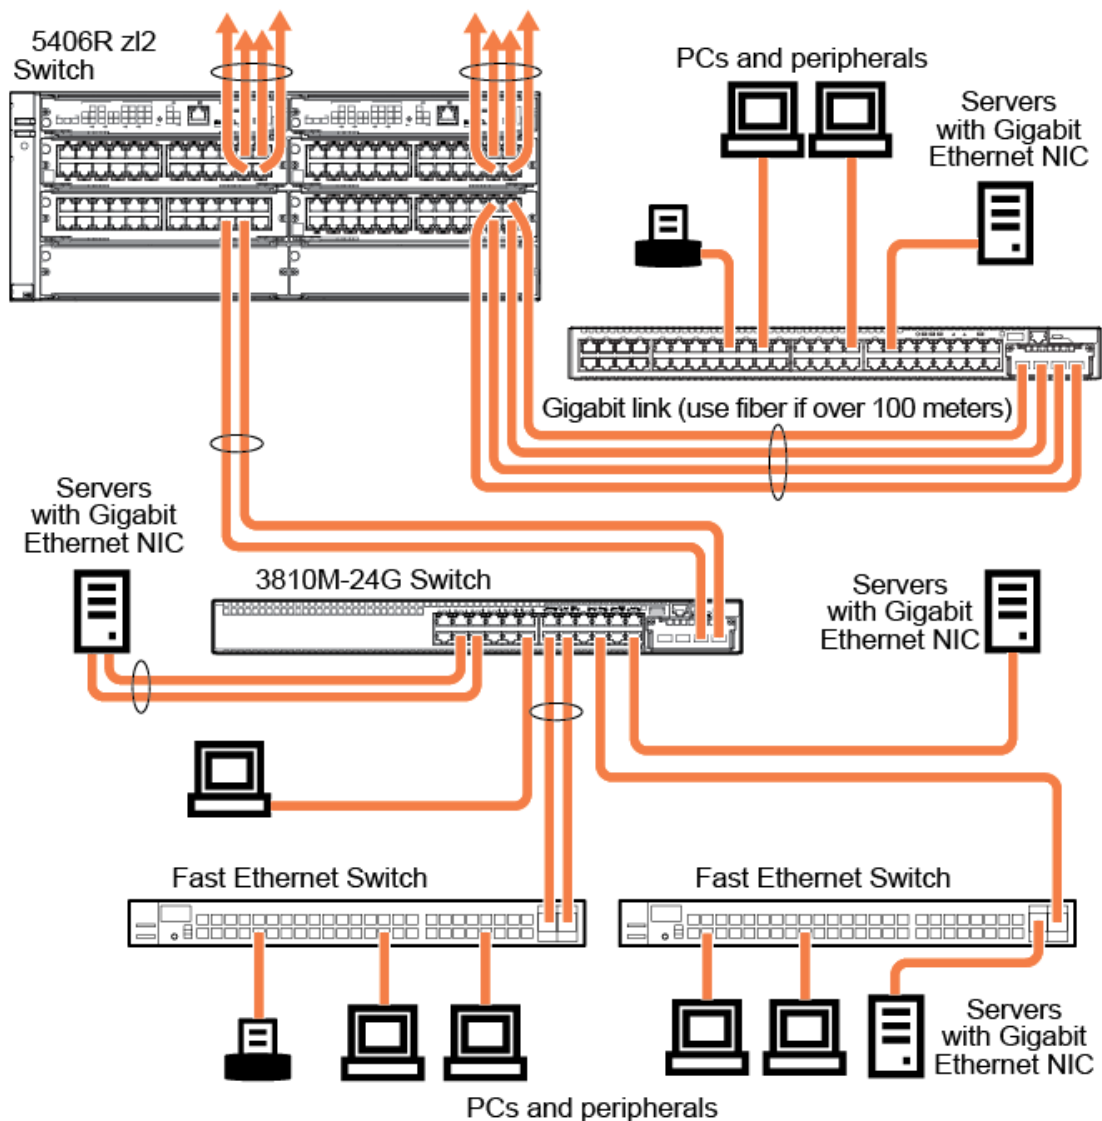 5406R zl2
Switch
PCs and peripherals
Servers
with Gigabit
Ethernet NIC
Gigabit link (use fiber if over 100 meters)
Servers
with Gigabit
Ethernet NIC
3810M-24G Switch
Servers
with Gigabit
Ethernet NIC
Fast Ethernet Switch
Fast Ethernet Switch
Servers
with Gigabit
Ethernet NIC
PCs and peripherals